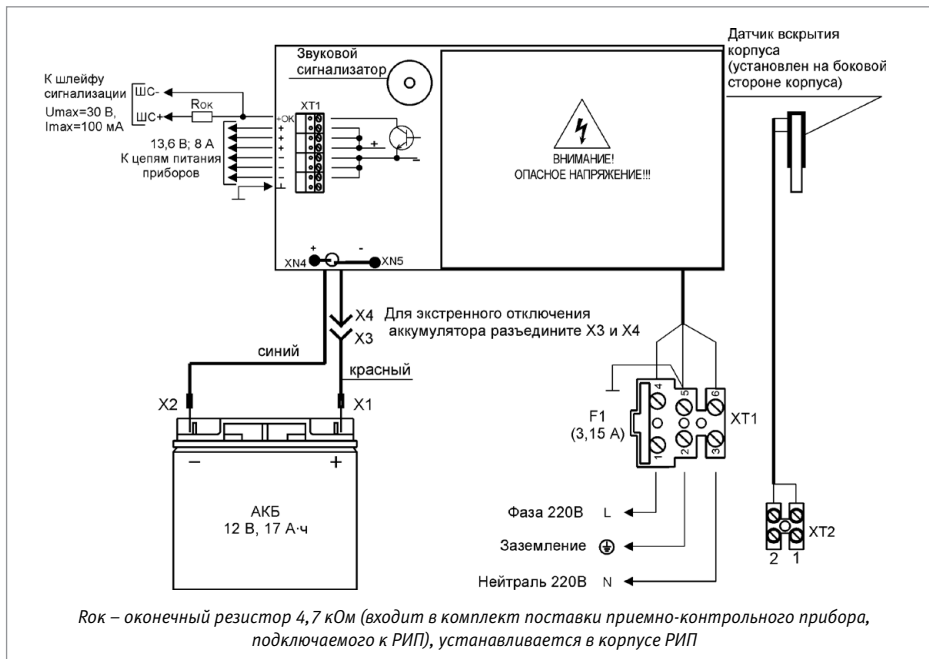 Звуковой
сигнализатор
Датчик вскрытия
корпуса
(установлен на боковой
стороне корпуса)
К шлейфу
сигнализации
Umax=30 В,
Imax=100 мА
ШС-
ШС+
Rок
XT1
+OK
+
+
+
-
-
-
+
-
13,6 В; 8 А
К цепям питания
приборов
ВНИМАНИЕ!
ОПАСНОЕ НАПРЯЖЕНИЕ!!!
+
-
XN4
XN5
X4
X3
Для экстренного отключения
аккумулятора разъедините X3 и X4
синий
красный
X2
X1
–
+
АКБ
12 В, 17 А·ч
F1
(3,15 А)
4
5
6
1
2
3
XT1
Фаза 220В L
Заземление
Нейтраль 220В N
XT2
2 1
Rок – оконечный резистор 4,7 кОм (входит в комплект поставки приемно-контрольного прибора,
подключаемого к РИП), устанавливается в корпусе РИП